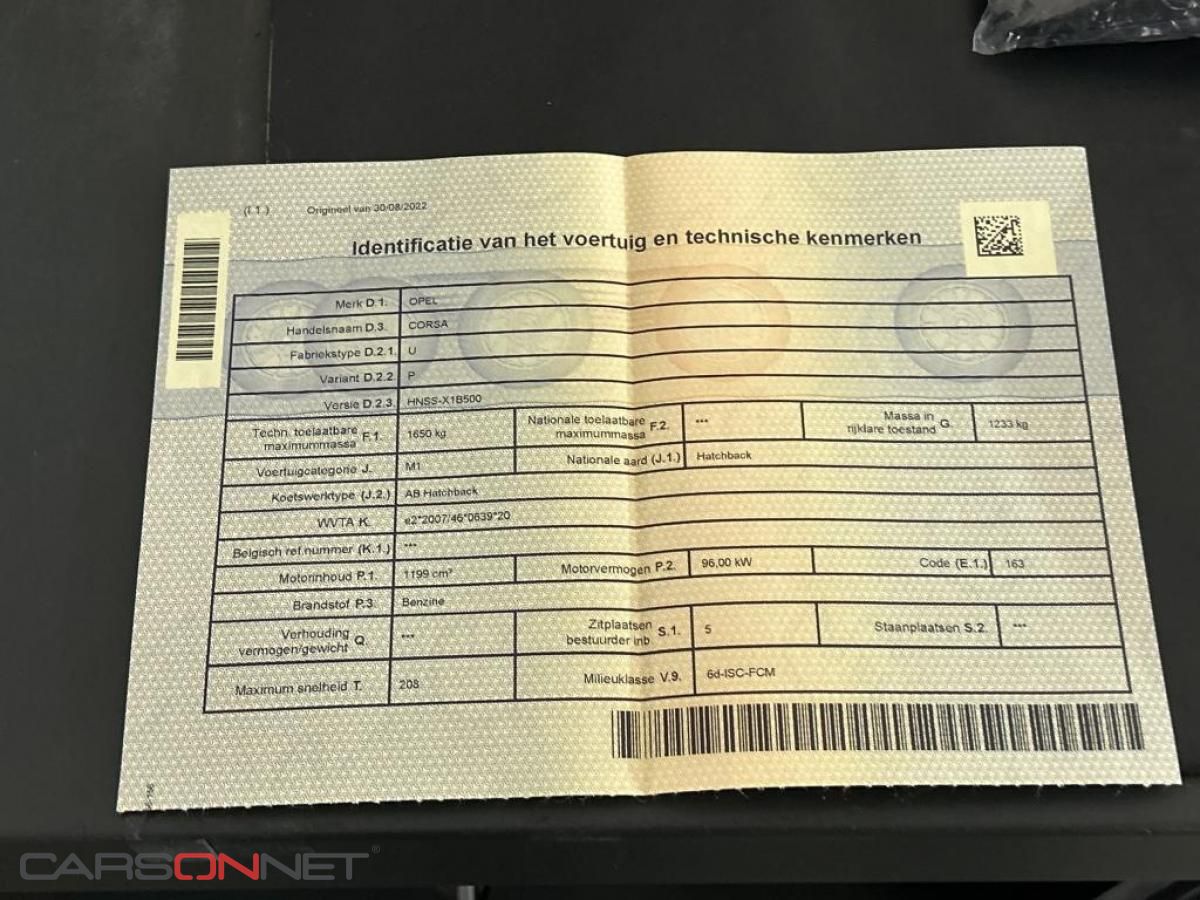 (I.1.) Origineel van 30/08/2022
Identificatie van het voertuig en technische kenmerken
Merk D.1. OPEL
Handelsnaam D.3. CORSA
Fabriekstype D.2.1. U
Variant D.2.2. P
Versie D.2.3. HNSS-X1B500
Techn. toelaatbare maximummassa F.1. 1650 kg Nationale toelaatbare maximummassa F.2. *** Massa in rijklare toestand G. 1233 kg
Voertuigcategorie J. M1 Nationale aard (J.1.) Hatchback
Koetswerktype (J.2.) AB Hatchback
WVTA K. e2*2007/46*0639*20
Belgisch ref.nummer (K.1.) ***
Motorinhoud P.1. 1199 cm³ Motorvermogen P.2. 96,00 kW Code (E.1.) 163
Brandstof P.3. Benzine
Verhouding vermogen/gewicht Q. *** Zitplaatsen bestuurder inb. S.1. 5 Staanplaatsen S.2. ***
Maximum snelheid T. 208 Milieuklasse V.9. 6d-ISC-FCM
CARSONNET®